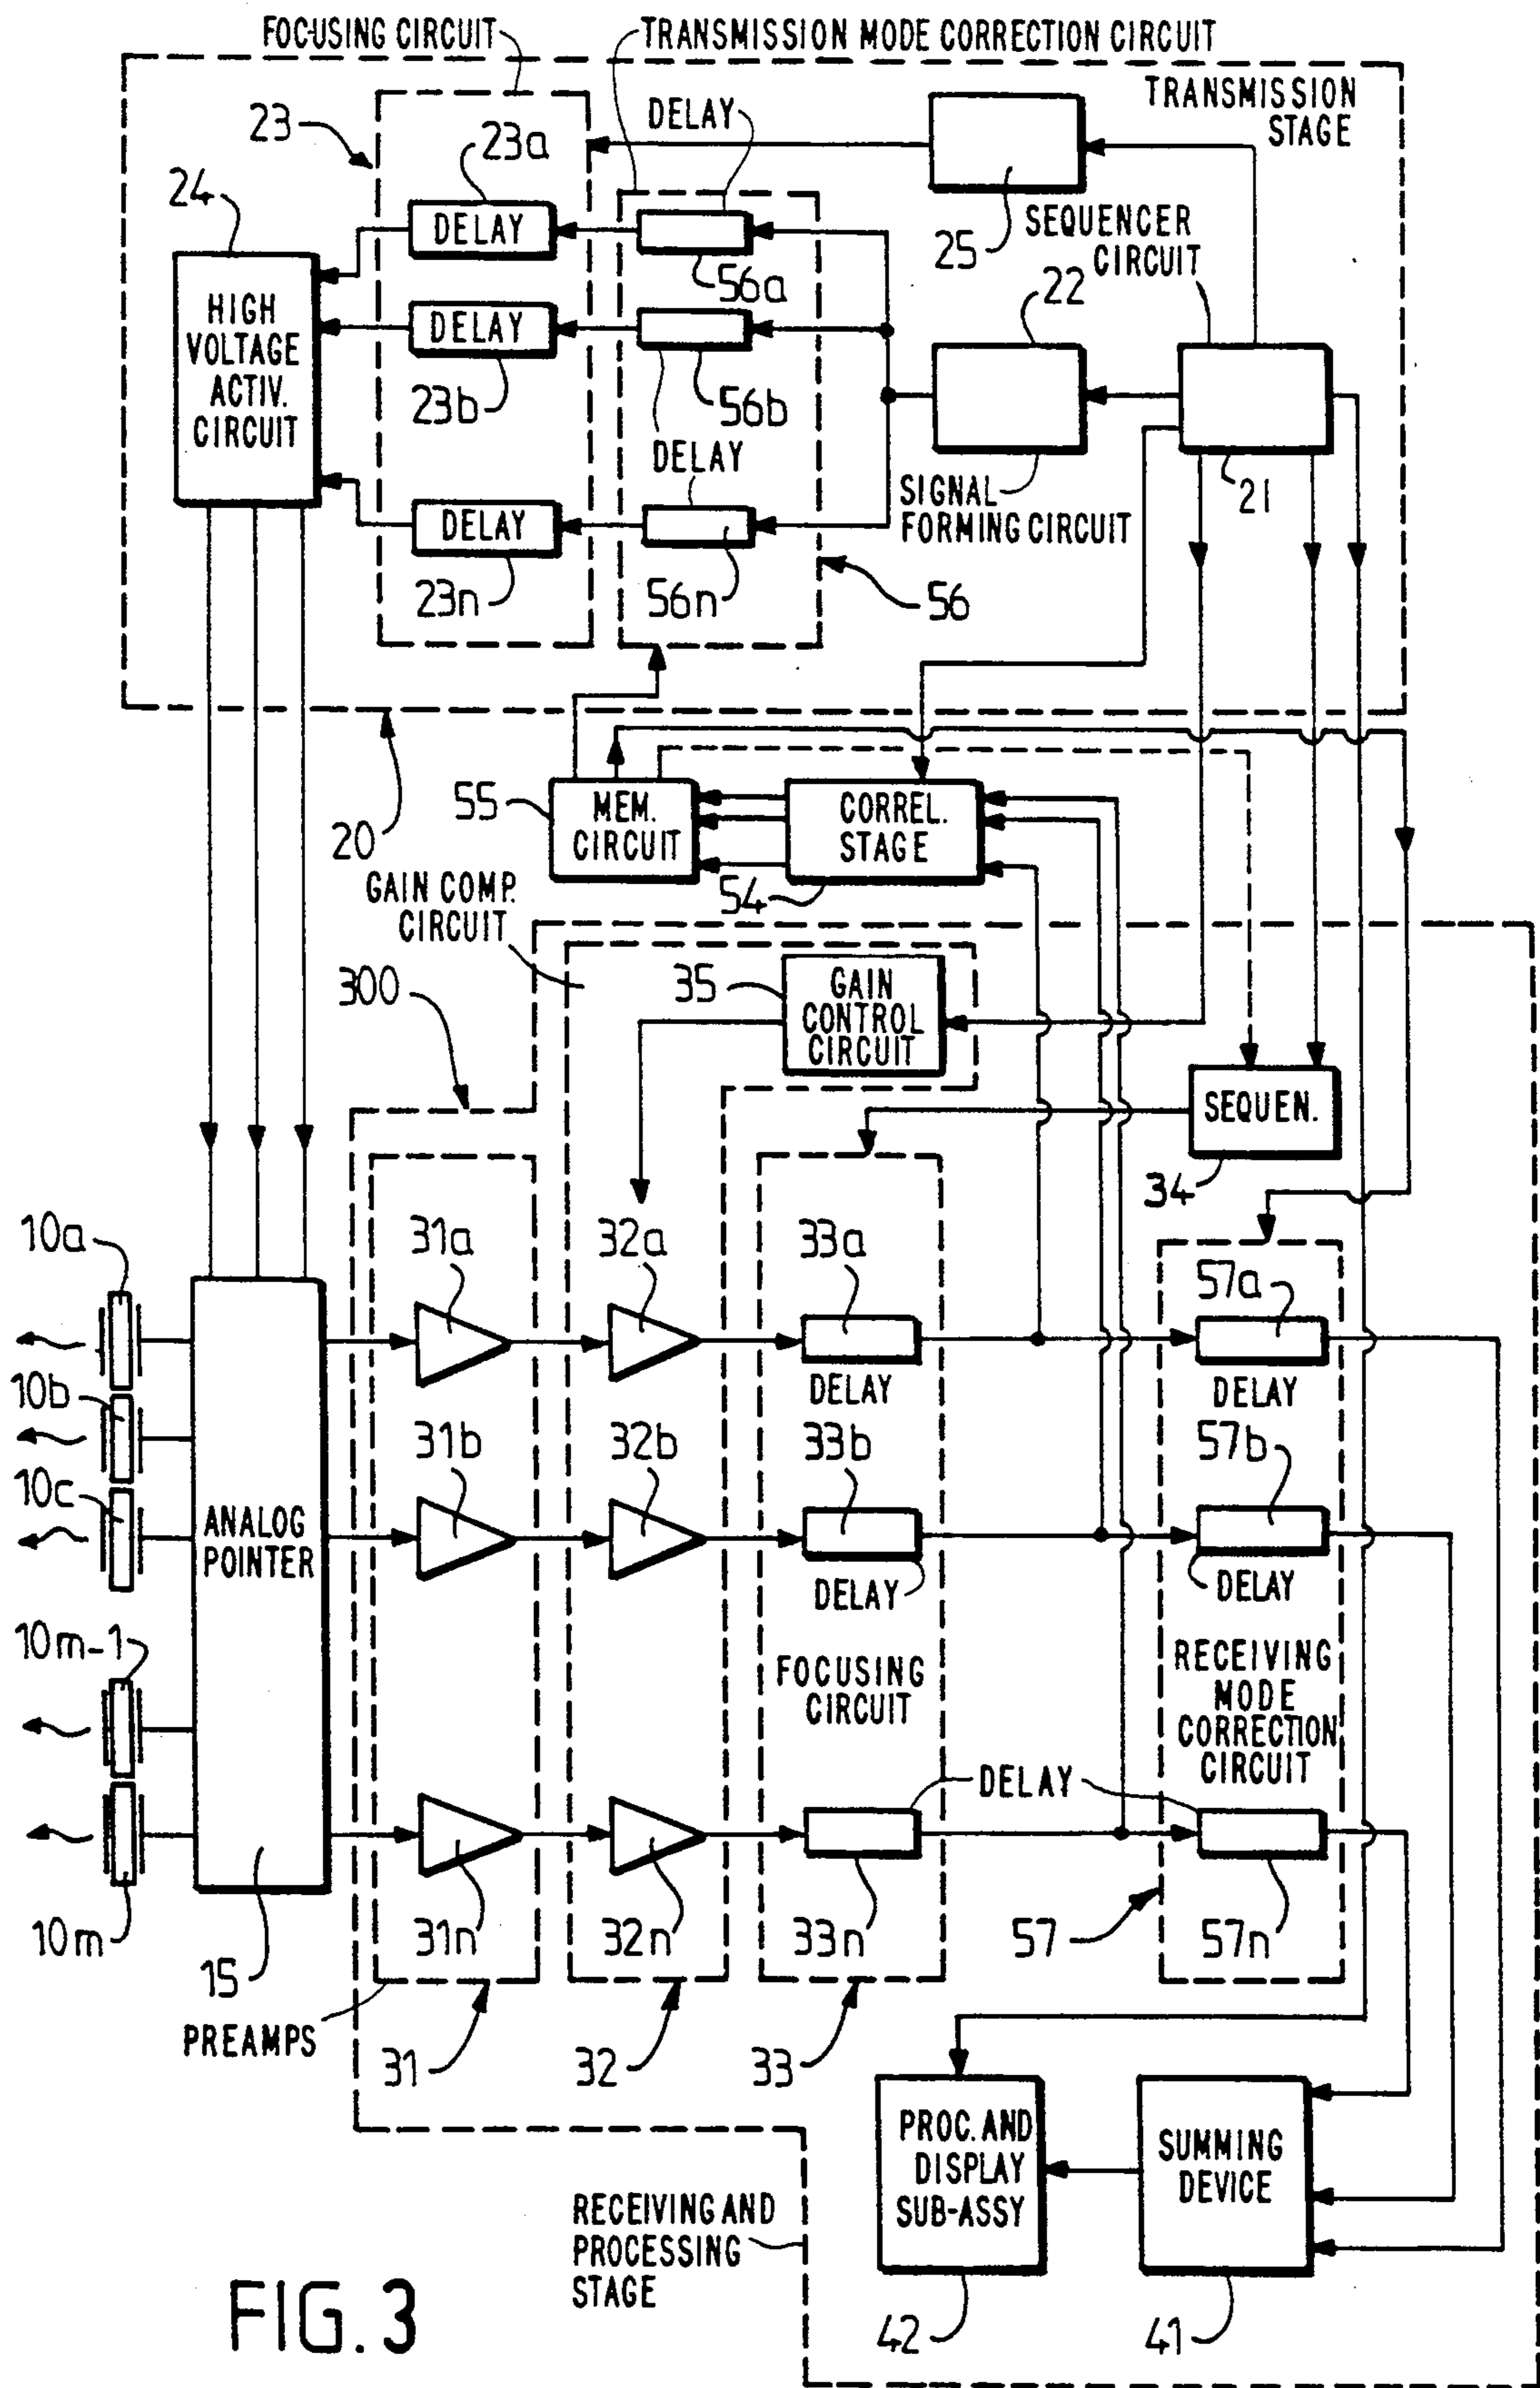 FOCUSING CIRCUIT
TRANSMISSION MODE CORRECTION CIRCUIT
TRANSMISSION
STAGE
23
23a
DELAY
24
DELAY
25
SEQUENCER
CIRCUIT
56a
22
HIGH
VOLTAGE
ACTIV.
CIRCUIT
DELAY
23b
56b
DELAY
SIGNAL
FORMING CIRCUIT
21
DELAY
23n
56n
56
55
MEM.
CIRCUIT
CORREL.
STAGE
20
54
GAIN COMP.
CIRCUIT
300
35
GAIN
CONTROL
CIRCUIT
SEQUEN.
34
10a
31a
32a
33a
57a
DELAY
DELAY
10b
31b
32b
33b
57b
10c
ANALOG
POINTER
DELAY
DELAY
10m-1
FOCUSING
CIRCUIT
RECEIVING
MODE
CORRECTION
CIRCUIT
DELAY
10m
15
31n
32n
33n
57
57n
PREAMPS
31
32
33
PROC. AND
DISPLAY
SUB-ASSY
SUMMING
DEVICE
RECEIVING AND
PROCESSING
STAGE
42
41
FIG. 3